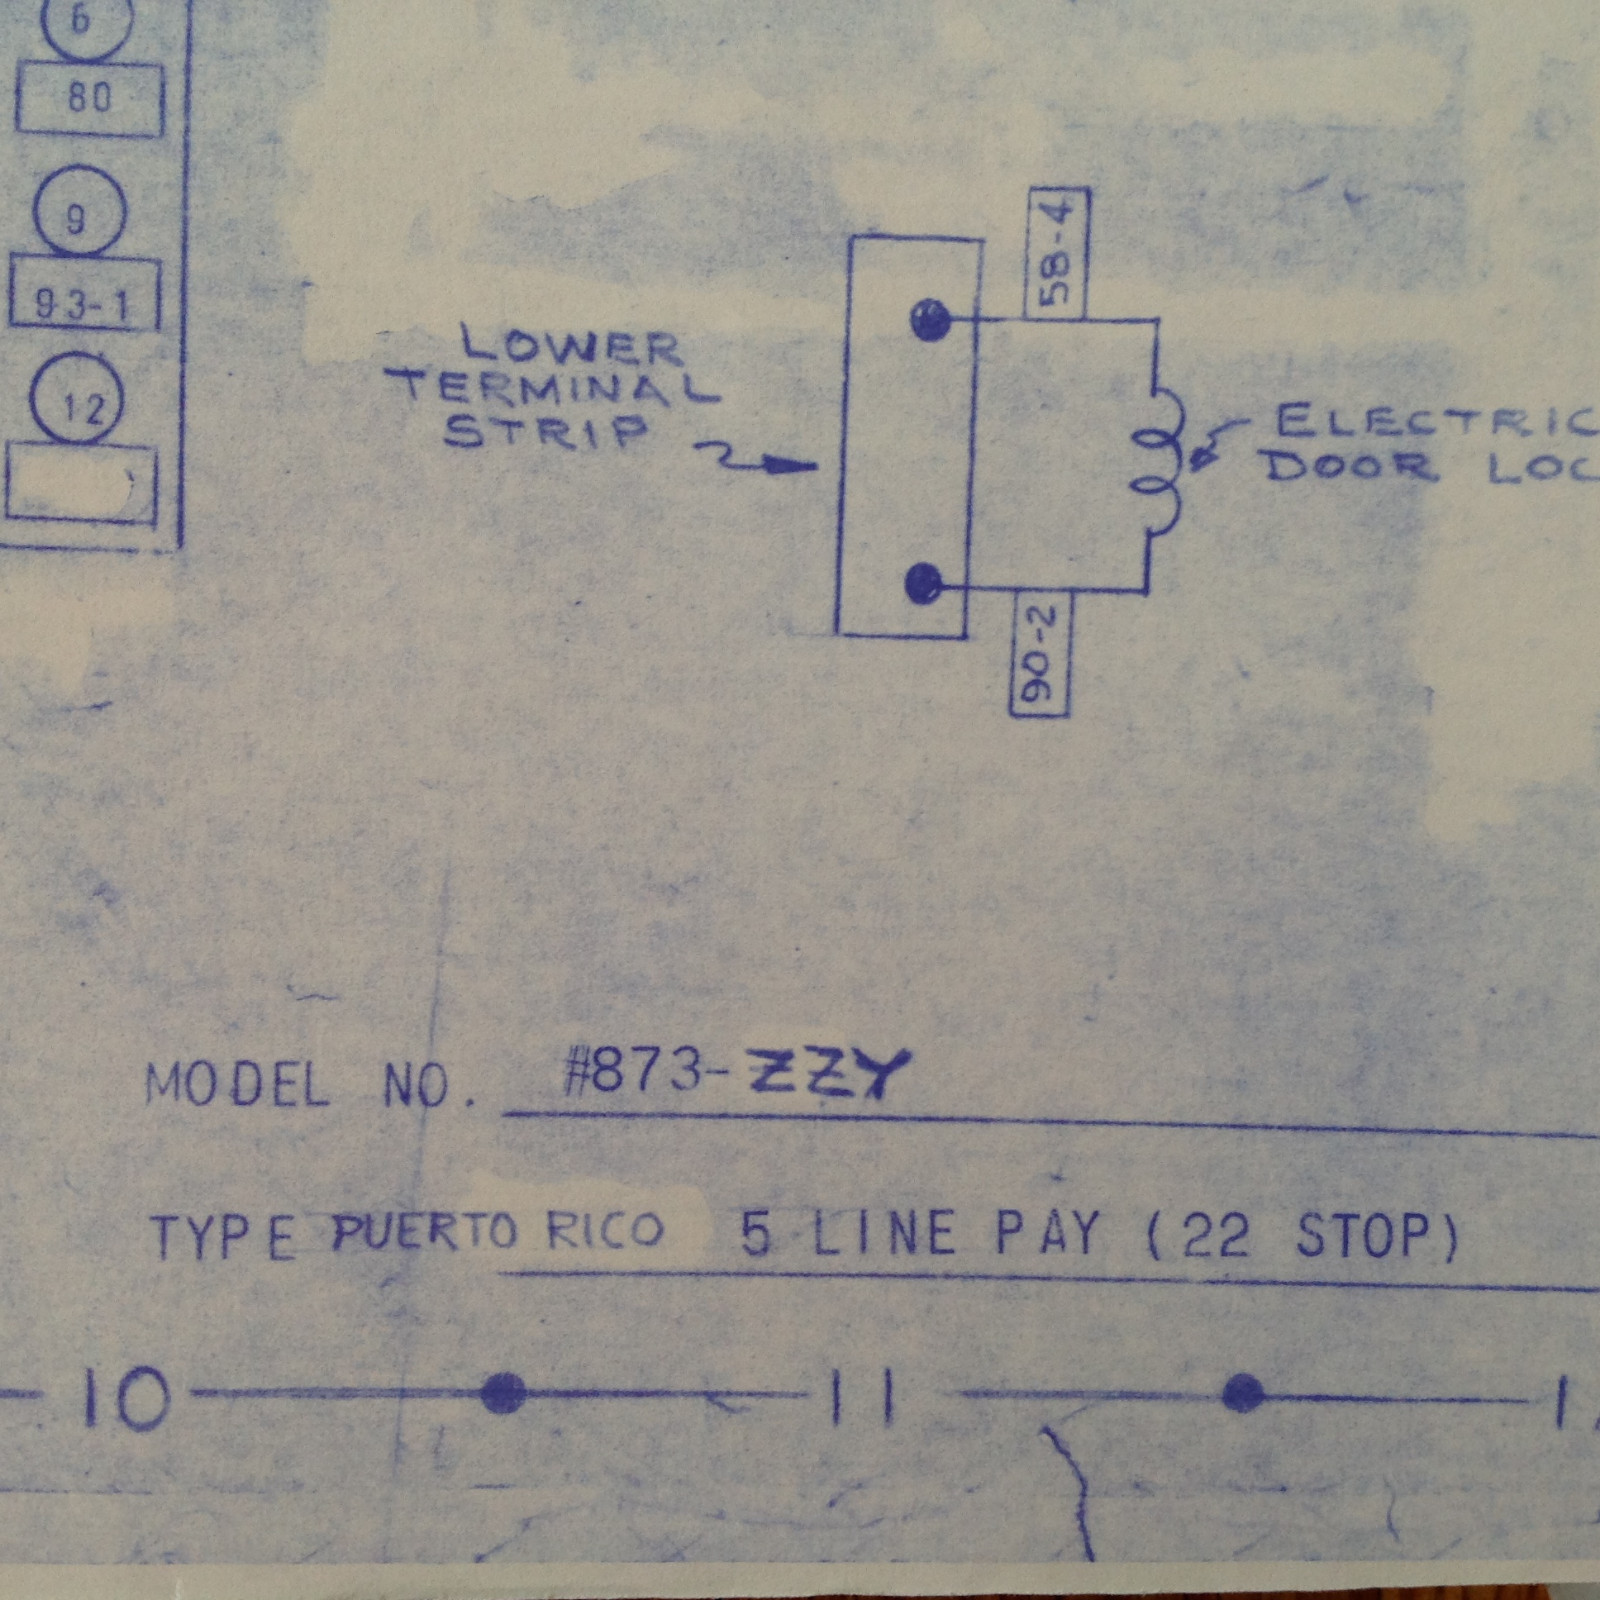 6
80
9
93-1
12
58-4
LOWER
TERMINAL
STRIP
ELECTRIC
DOOR LOC
90-2
MODEL NO. #873-ZZY
TYPE PUERTO RICO 5 LINE PAY (22 STOP)
10 11 1